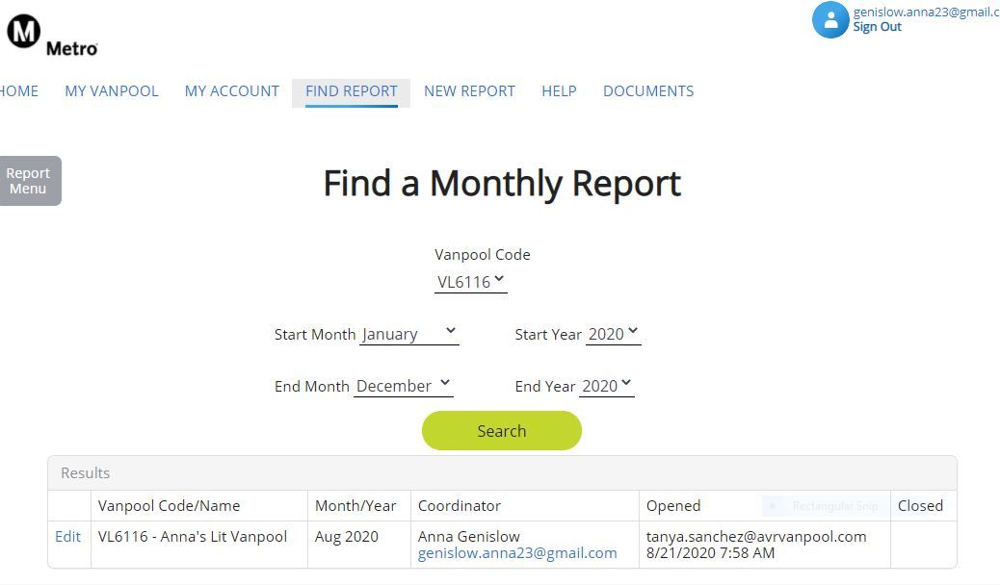 genislow.anna23@gmail.c
Sign Out
M Metro
HOME MY VANPOOL MY ACCOUNT FIND REPORT NEW REPORT HELP DOCUMENTS
Report
Menu
Find a Monthly Report
Vanpool Code
VL6116
Start Month January Start Year 2020
End Month December End Year 2020
Search
Results
Vanpool Code/Name Month/Year Coordinator Opened Rectangular Snip Closed
Edit VL6116 - Anna's Lit Vanpool Aug 2020 Anna Genislow tanya.sanchez@avrvanpool.com
genislow.anna23@gmail.com 8/21/2020 7:58 AM